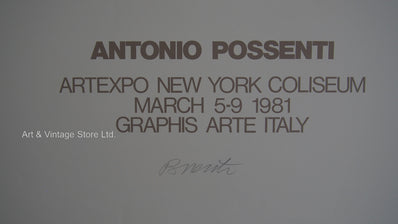 ANTONIO POSSENTI
ARTEXPO NEW YORK COLISEUM
MARCH 5-9 1981
GRAPHIS ARTE ITALY
Art & Vintage Store Ltd.